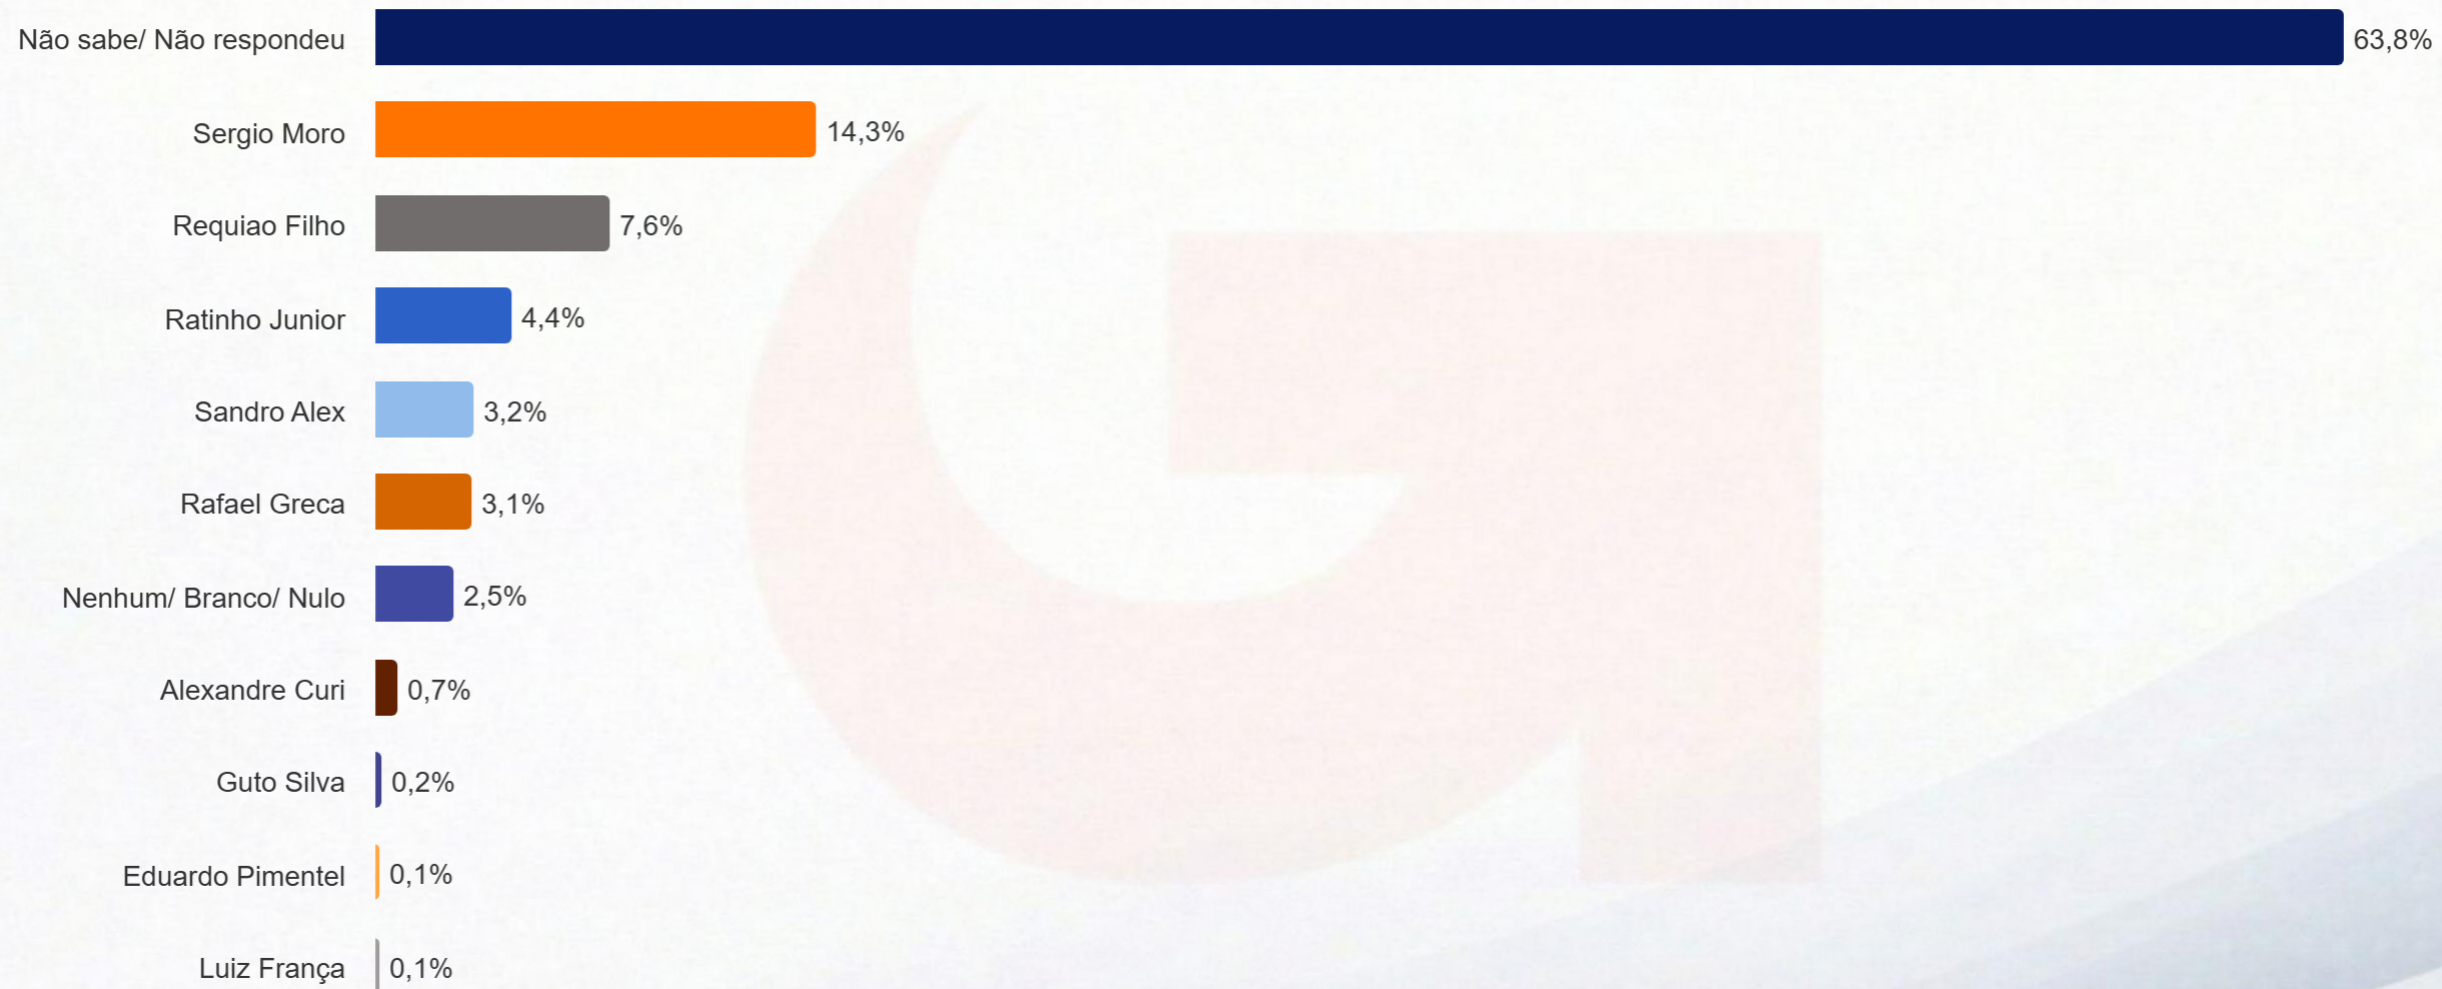 Não sabe/ Não respondeu 63,8%
Sergio Moro 14,3%
Requiao Filho 7,6%
Ratinho Junior 4,4%
Sandro Alex 3,2%
Rafael Greca 3,1%
Nenhum/ Branco/ Nulo 2,5%
Alexandre Curi 0,7%
Guto Silva 0,2%
Eduardo Pimentel 0,1%
Luiz França 0,1%